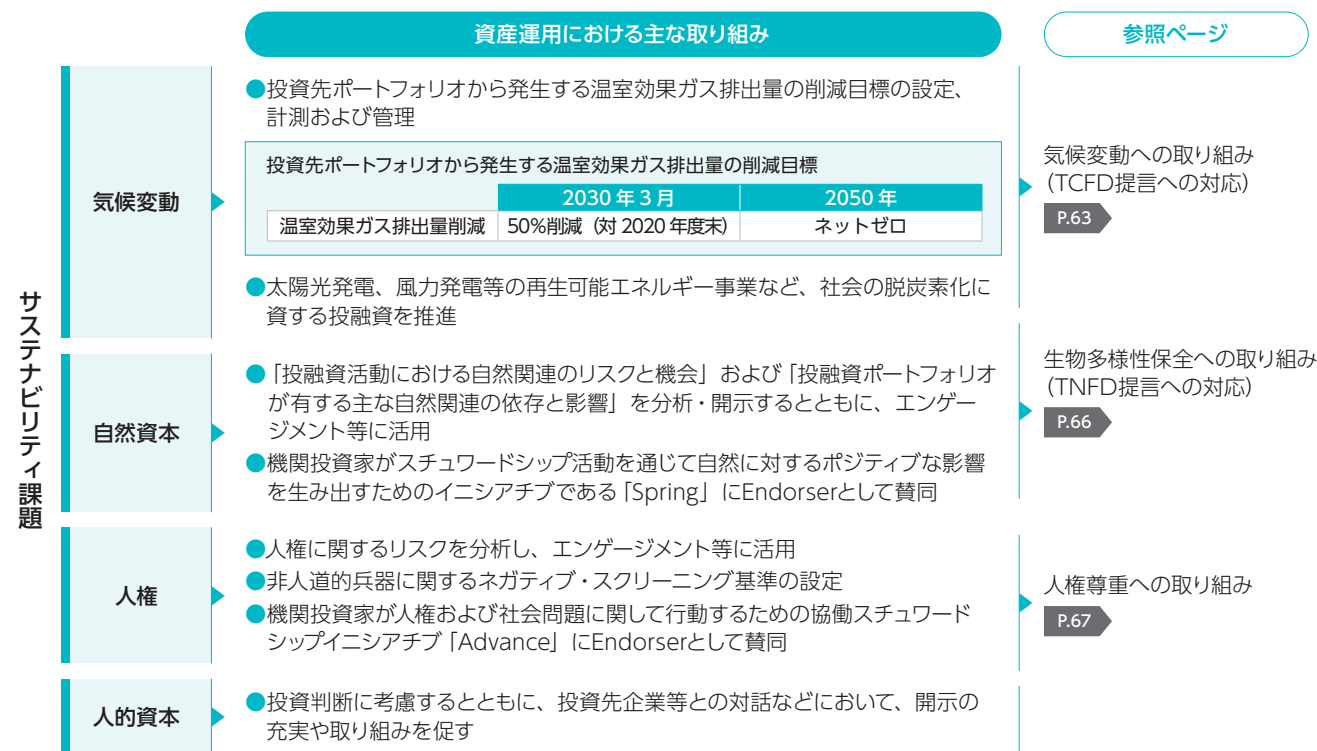 資産運用における主な取り組み
参照ページ
サステナビリティ課題
気候変動
●投資先ポートフォリオから発生する温室効果ガス排出量の削減目標の設定、
計測および管理
投資先ポートフォリオから発生する温室効果ガス排出量の削減目標
2030年3月 2050年
温室効果ガス排出量削減 50%削減（対2020年度末） ネットゼロ
●太陽光発電、風力発電等の再生可能エネルギー事業など、社会の脱炭素化に
資する投融資を推進
気候変動への取り組み
（TCFD提言への対応）
P.63
自然資本
●「投融資活動における自然関連のリスクと機会」および「投融資ポートフォリオ
が有する主な自然関連の依存と影響」を分析・開示するとともに、エンゲー
ジメント等に活用
●機関投資家がスチュワードシップ活動を通じて自然に対するポジティブな影響
を生み出すためのイニシアチブである「Spring」にEndorserとして賛同
生物多様性保全への取り組み
（TNFD提言への対応）
P.66
人権
●人権に関するリスクを分析し、エンゲージメント等に活用
●非人道的兵器に関するネガティブ・スクリーニング基準の設定
●機関投資家が人権および社会問題に関して行動するための協働スチュワード
シップイニシアチブ「Advance」にEndorserとして賛同
人権尊重への取り組み
P.67
人的資本
●投資判断に考慮するとともに、投資先企業等との対話などにおいて、開示の
充実や取り組みを促す